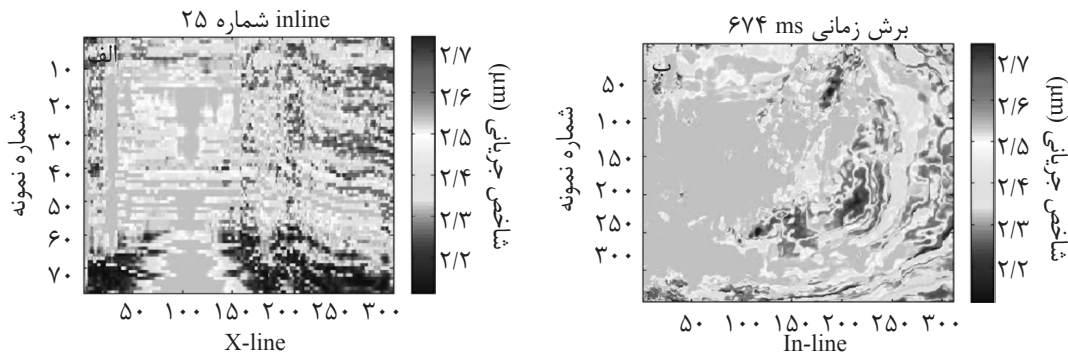 inline شماره ۲۵
الف
شماره نمونه
۱۰
۲۰
۳۰
۴۰
۵۰
۶۰
۷۰
۵۰ ۱۰۰ ۱۵۰ ۲۰۰ ۲۵۰ ۳۰۰
X-line
۲/۷
۲/۶
۲/۵
۲/۴
۲/۳
۲/۲
شاخص جریانی (µm)
برش زمانی ۶۷۴ ms
ب
شماره نمونه
۵۰
۱۰۰
۱۵۰
۲۰۰
۲۵۰
۳۰۰
۵۰ ۱۰۰ ۱۵۰ ۲۰۰ ۲۵۰ ۳۰۰
In-line
۲/۷
۲/۶
۲/۵
۲/۴
۲/۳
۲/۲
شاخص جریانی (µm)